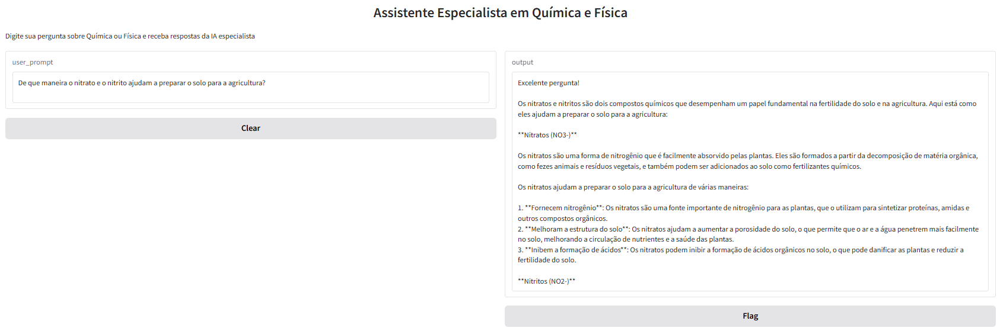 Assistente Especialista em Química e Física
Digite sua pergunta sobre Química ou Física e receba respostas da IA especialista
user_prompt
De que maneira o nitrato e o nitrito ajudam a preparar o solo para a agricultura?
Clear
output
Excelente pergunta!
Os nitratos e nitritos são dois compostos químicos que desempenham um papel fundamental na fertilidade do solo e na agricultura. Aqui está como
eles ajudam a preparar o solo para a agricultura:
**Nitratos (NO3-)**
Os nitratos são uma forma de nitrogênio que é facilmente absorvido pelas plantas. Eles são formados a partir da decomposição de matéria orgânica,
como fezes animais e resíduos vegetais, e também podem ser adicionados ao solo como fertilizantes químicos.
Os nitratos ajudam a preparar o solo para a agricultura de várias maneiras:
1. **Fornecem nitrogênio**: Os nitratos são uma fonte importante de nitrogênio para as plantas, que o utilizam para sintetizar proteínas, amidas e
outros compostos orgânicos.
2. **Melhoram a estrutura do solo**: Os nitratos ajudam a aumentar a porosidade do solo, o que permite que o ar e a água penetrem mais facilmente
no solo, melhorando a circulação de nutrientes e a saúde das plantas.
3. **Inibem a formação de ácidos**: Os nitratos podem inibir a formação de ácidos orgânicos no solo, o que pode danificar as plantas e reduzir a
fertilidade do solo.
**Nitritos (NO2-)**
Flag